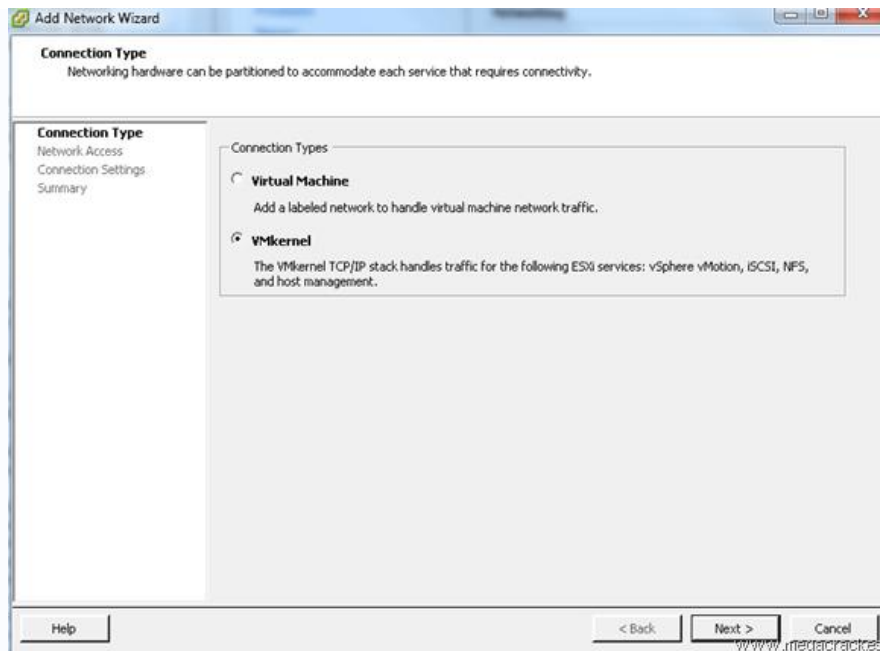 Add Network Wizard
Connection Type
Networking hardware can be partitioned to accommodate each service that requires connectivity.
Connection Type
Network Access
Connection Settings
Summary
Connection Types
Virtual Machine
Add a labeled network to handle virtual machine network traffic.
VMkernel
The VMkernel TCP/IP stack handles traffic for the following ESXi services: vSphere vMotion, iSCSI, NFS,
and host management.
Help
< Back
Next >
Cancel
www.megacrack.es